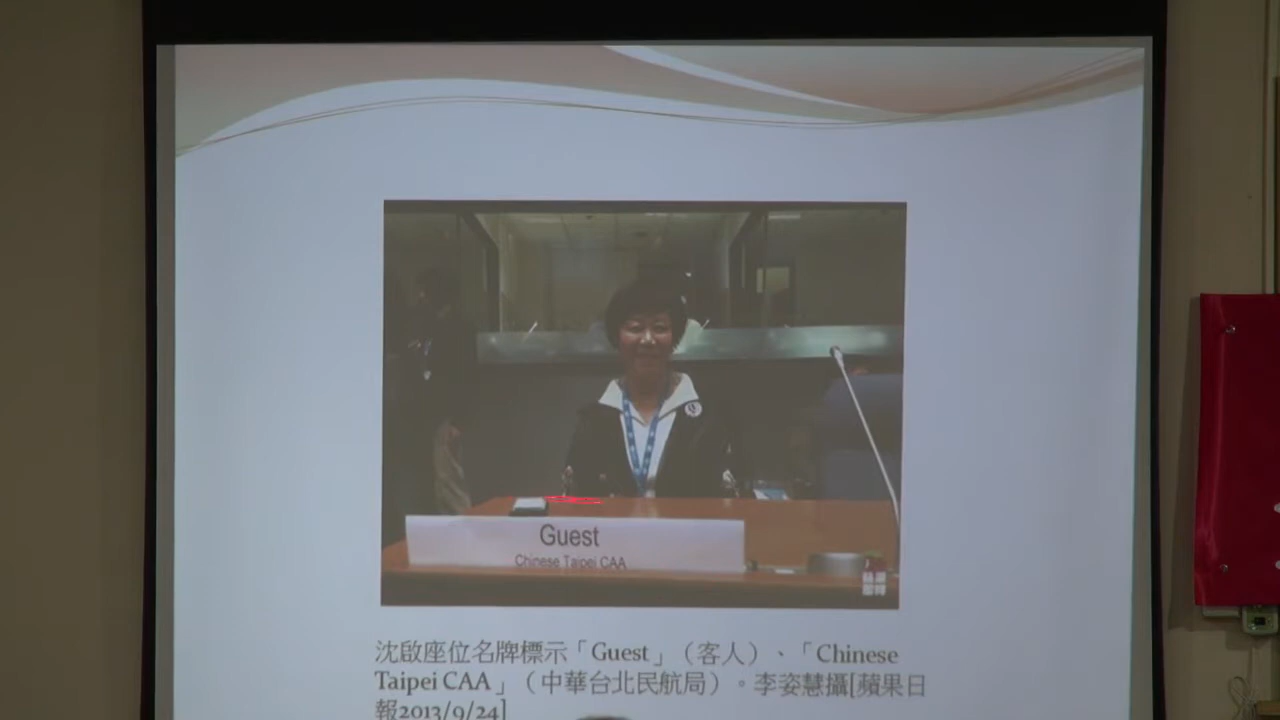 Guest
Chinese Taipei CAA
沈啟座位名牌標示「Guest」（客人）、「Chinese
Taipei CAA」（中華台北民航局）。李姿慧攝[蘋果日
報2013/9/24]